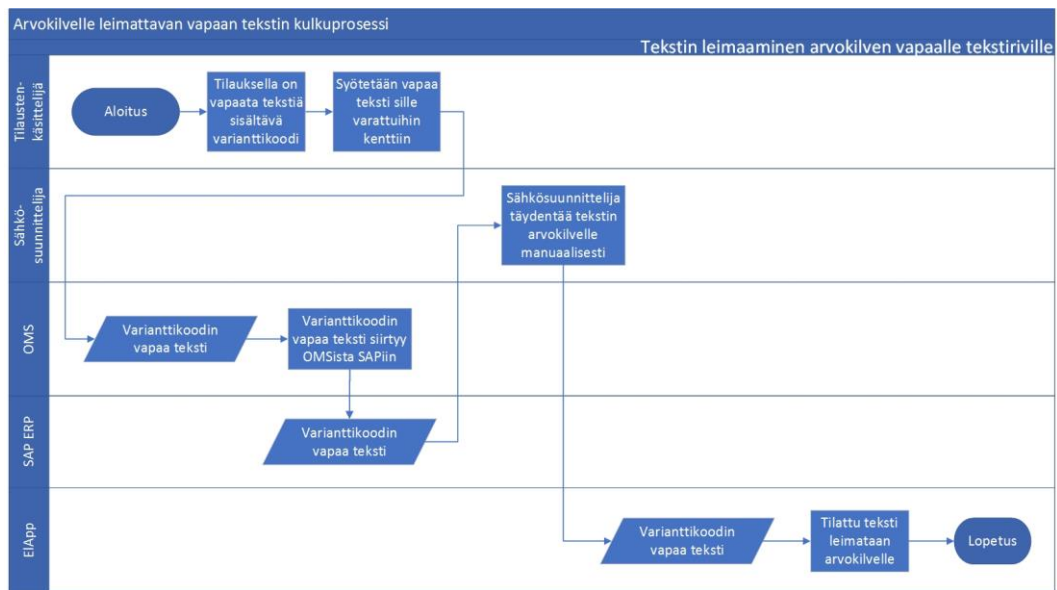 Arvokilvelle leimattavan vapaan tekstin kulkuprosessi
Tekstin leimaaminen arvokilven vapaalle tekstiriville
Tilausten-
käsittelijä
Aloitus
Tilauksella on
vapaata tekstiä
sisältävä
varianttikoodi
Syötetään vapaa
teksti sille
varattuihin
kenttiin
Sähkö-
suunnittelija
Sähkösuunnittelija
täydentää tekstin
arvokilvelle
manuaalisesti
OMS
Varianttikoodin
vapaa teksti
Varianttikoodin
vapaa teksti siirtyy
OMSista SAPiin
SAP ERP
Varianttikoodin
vapaa teksti
ElApp
Varianttikoodin
vapaa teksti
Tilattu teksti
leimataan
arvokilvelle
Lopetus